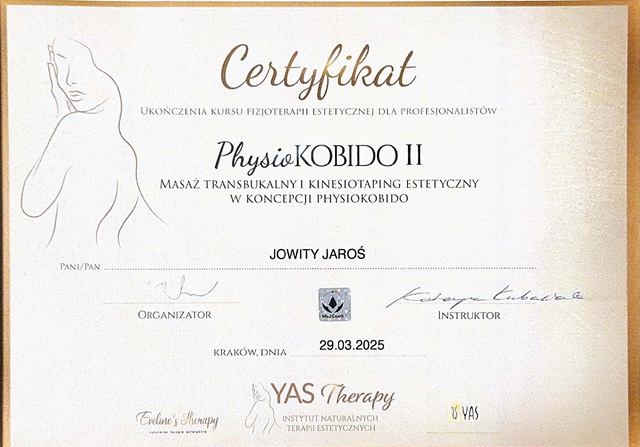 Certyfikat
UKOŃCZENIA KURSU FIZJOTERAPII ESTETYCZNEJ DLA PROFESJONALISTÓW
PhysioKOBIDO II
MASAŻ TRANSBUKALNY I KINESIOTAPING ESTETYCZNY
W KONCEPCJI PHYSIOKOBIDO
JOWITY JAROŚ
PANI/PAN
ORGANIZATOR
INSTRUKTOR
KRAKÓW, DNIA 29.03.2025
YAS Therapy
INSTYTUT NATURALNYCH
TERAPII ESTETYCZNYCH
Eveline's Therapy
YAS